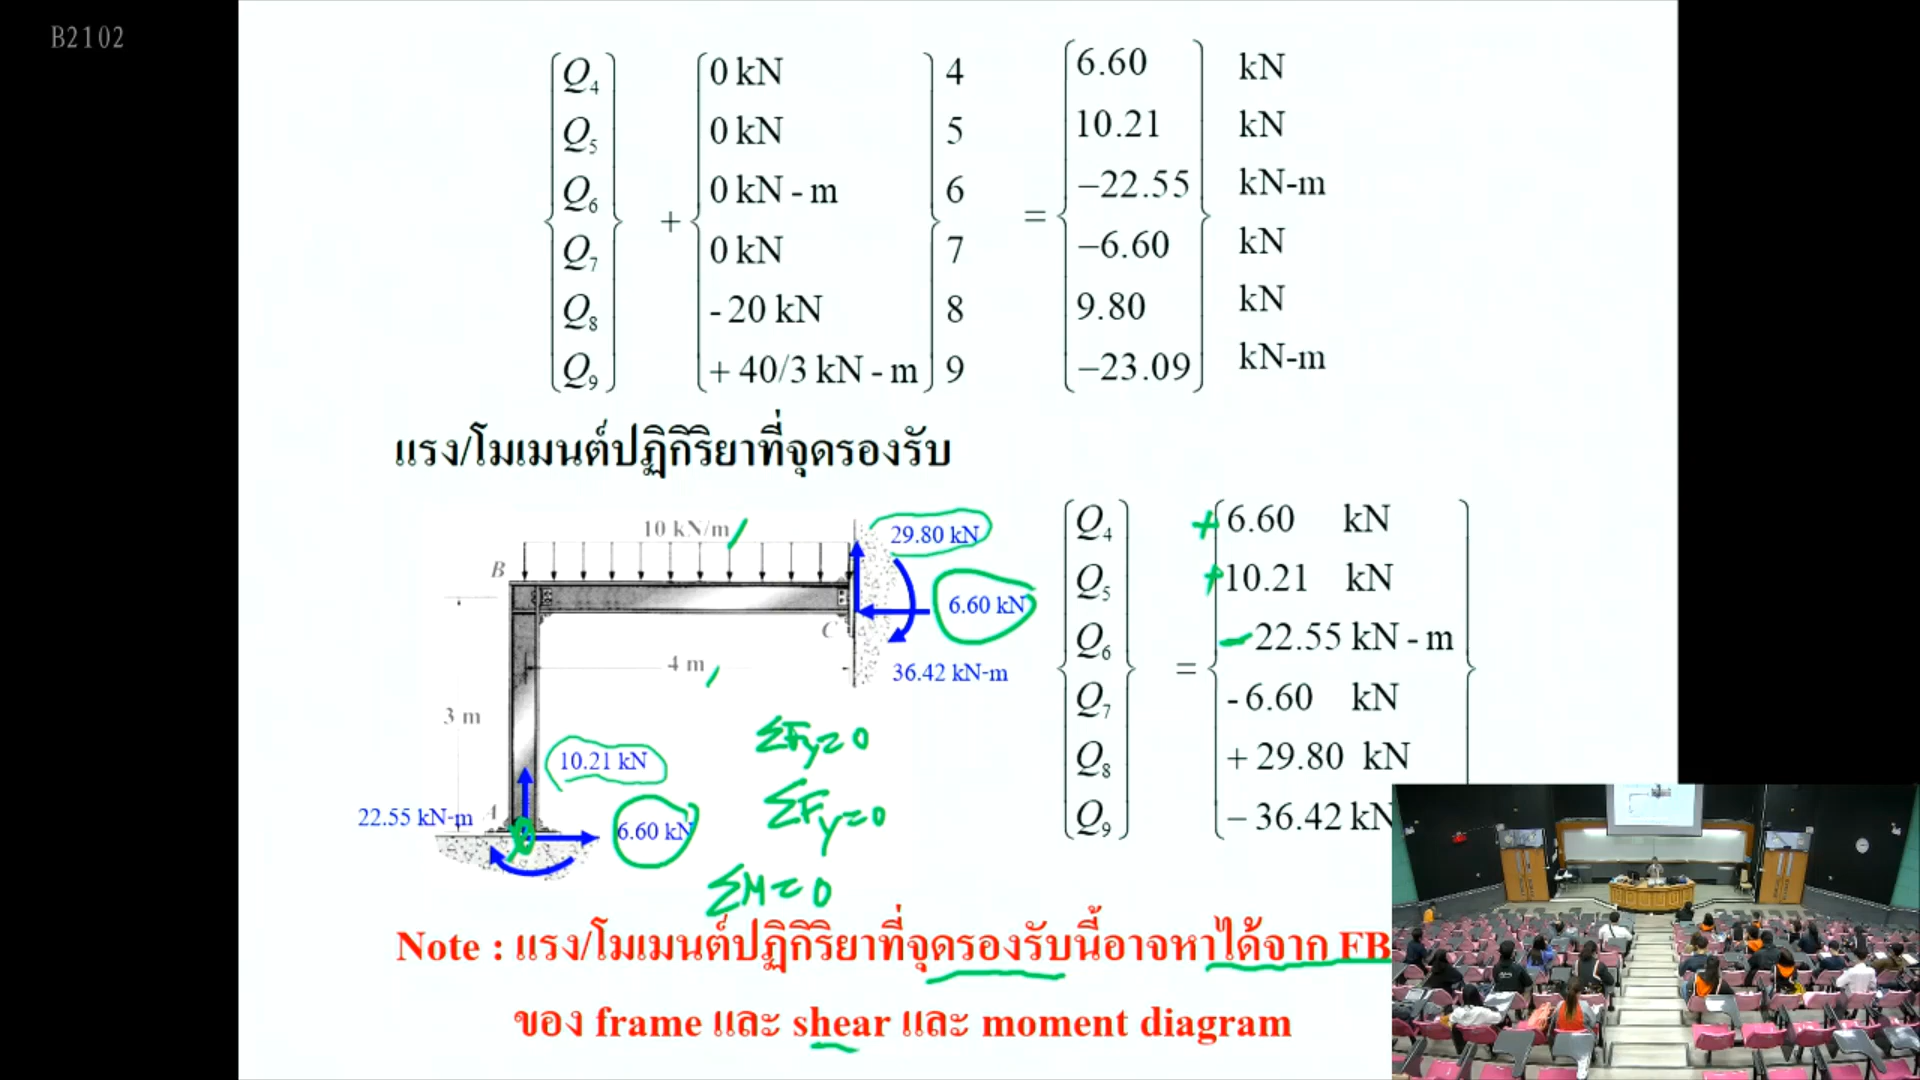 B2102
Q4 0 kN 4 6.60 kN
Q5 0 kN 5 10.21 kN
Q6 0 kN - m 6 −22.55 kN-m
+ =
Q7 0 kN 7 −6.60 kN
Q8 - 20 kN 8 9.80 kN
Q9 + 40/3 kN - m 9 −23.09 kN-m
แรง/โมเมนต์ปฏิกิริยาที่จุดรองรับ
10 kN/m
29.80 kN
B
6.60 kN
C
4 m
36.42 kN-m
3 m
10.21 kN
22.55 kN-m
A
6.60 kN
ΣFy=0
ΣFy=0
ΣM=0
Q4 + 6.60 kN
Q5 + 10.21 kN
Q6 - 22.55 kN - m
=
Q7 - 6.60 kN
Q8 + 29.80 kN
Q9 − 36.42 kN
Note : แรง/โมเมนต์ปฏิกิริยาที่จุดรองรับนี้อาจหาได้จาก FB
ของ frame และ shear และ moment diagram